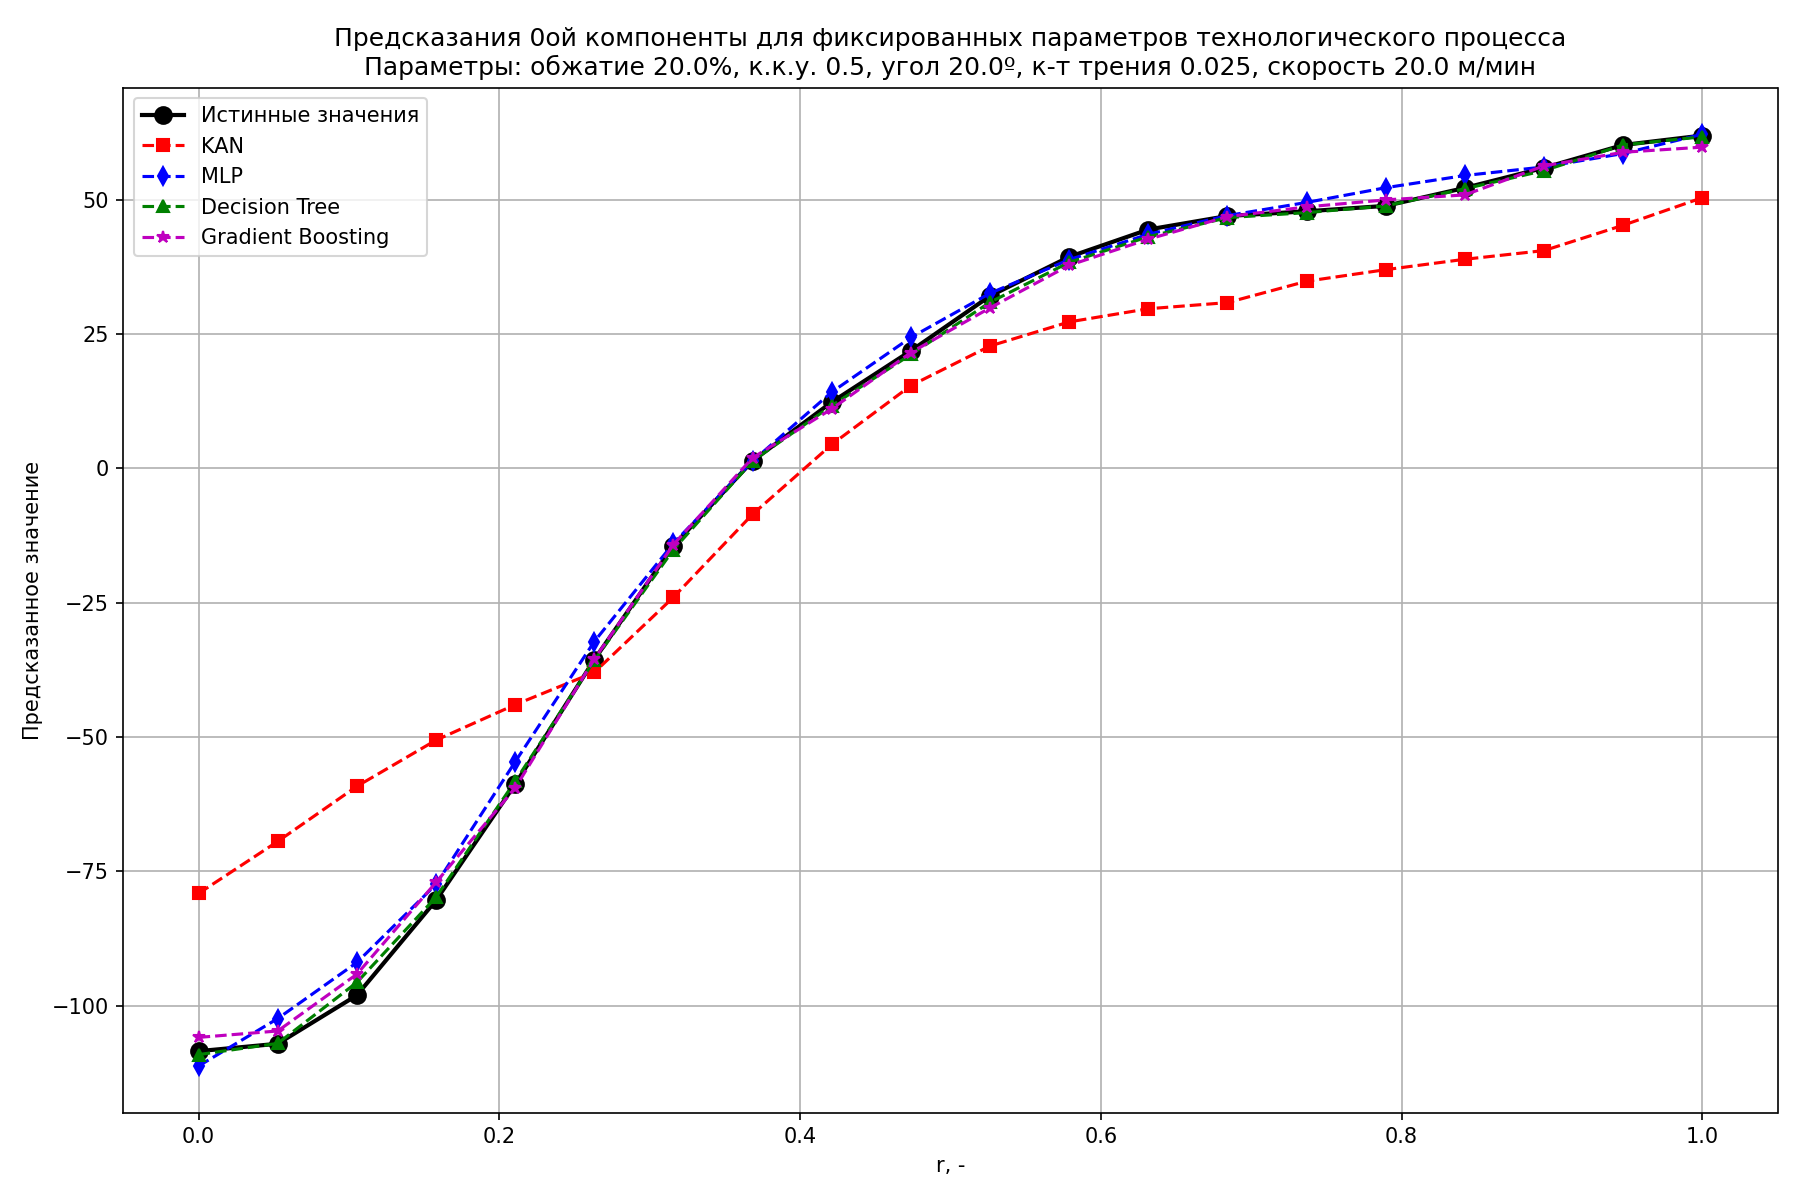 Предсказания 0ой компоненты для фиксированных параметров технологического процесса
Параметры: обжатие 20.0%, к.к.у. 0.5, угол 20.0º, к-т трения 0.025, скорость 20.0 м/мин
Истинные значения
KAN
MLP
Decision Tree
Gradient Boosting
Предсказанное значение
50
25
0
−25
−50
−75
−100
0.0
0.2
0.4
0.6
0.8
1.0
r, -